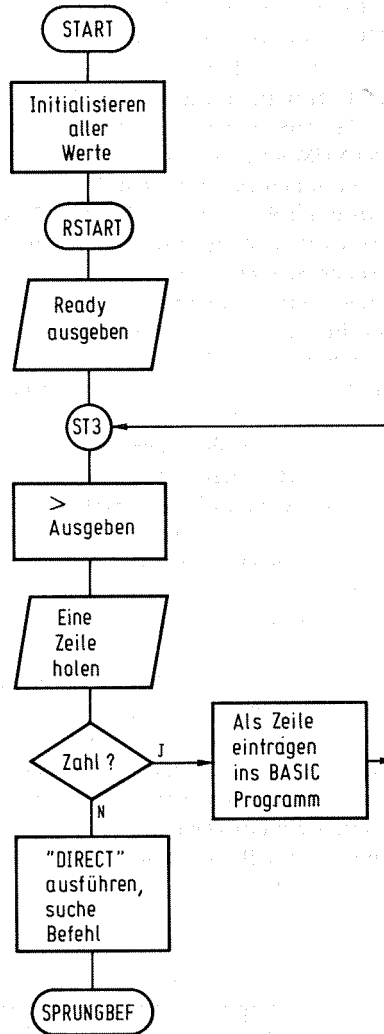 START
Initialisieren
aller
Werte
RSTART
Ready
ausgeben
ST3
>
Ausgeben
Eine
Zeile
holen
Zahl ?
J
Als Zeile
eintragen
ins BASIC
Programm
N
"DIRECT"
ausführen,
suche
Befehl
SPRUNGBEF